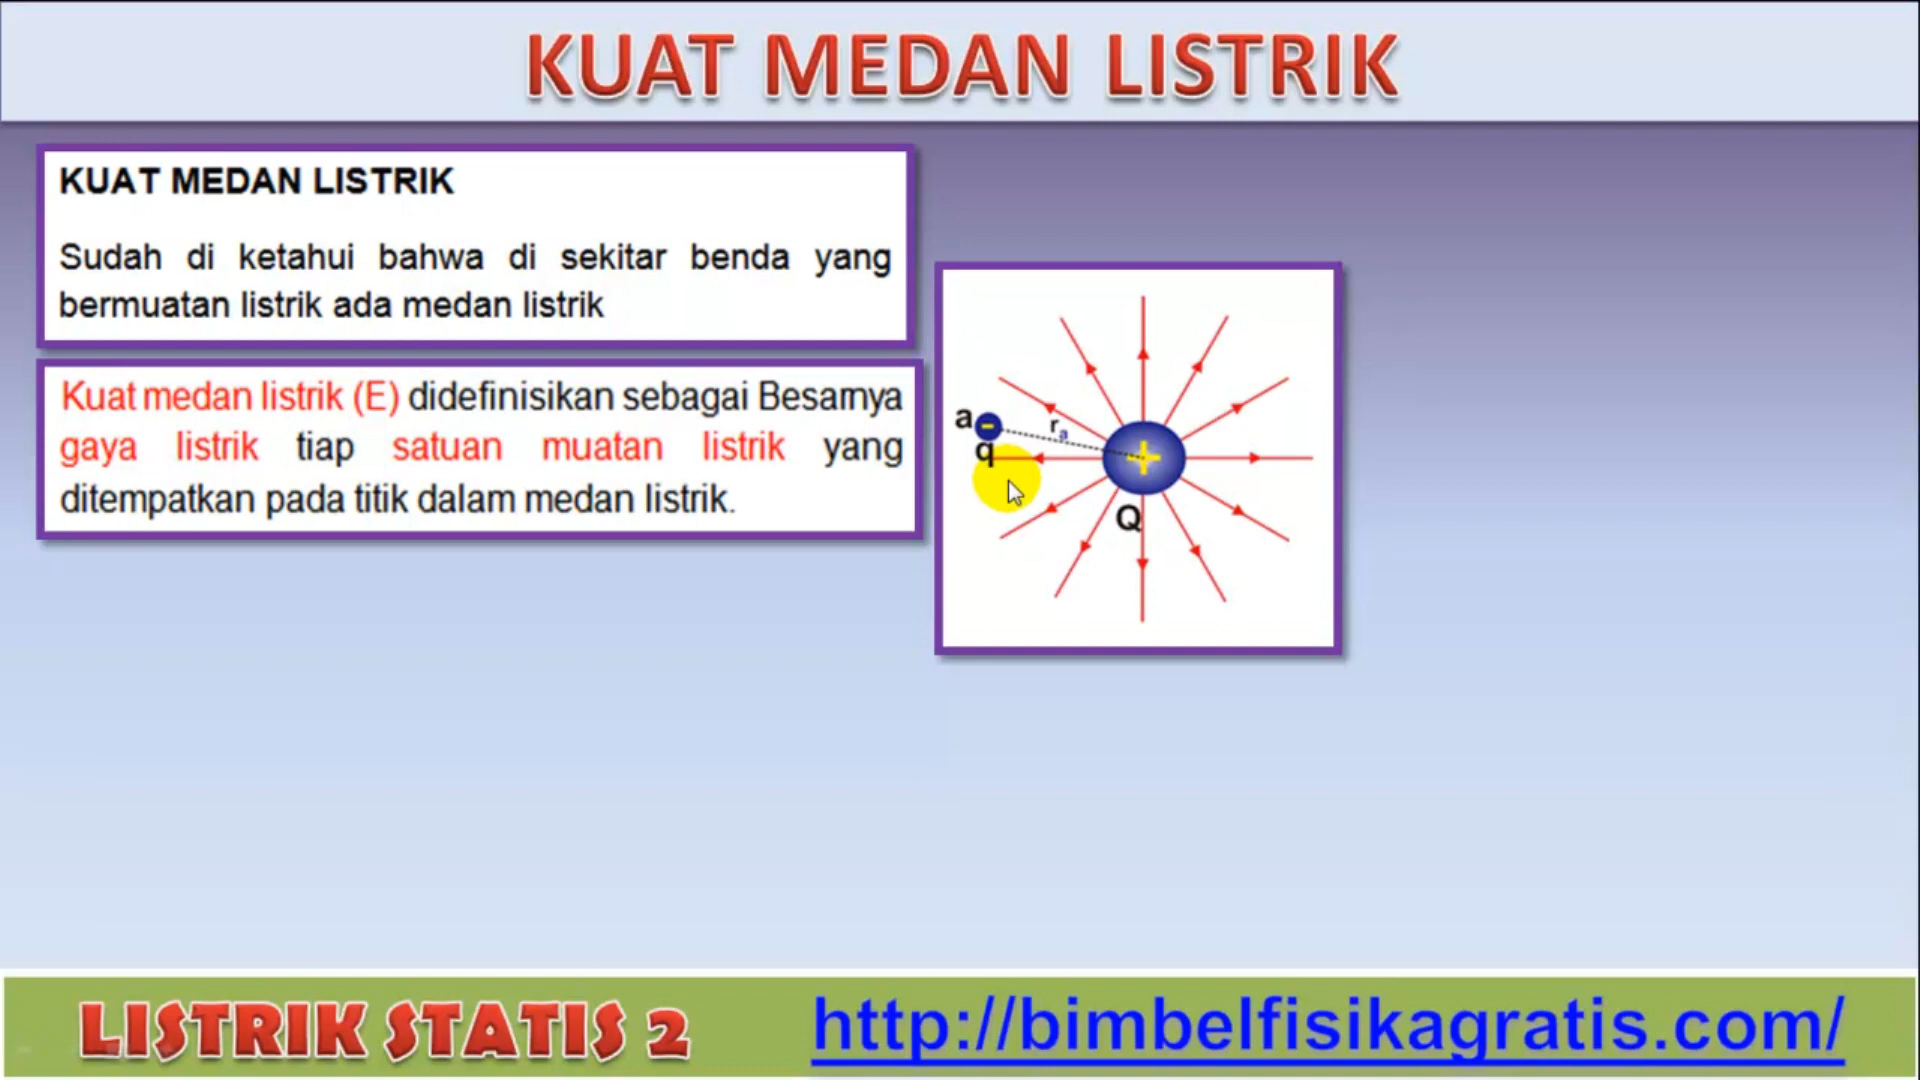 KUAT MEDAN LISTRIK
KUAT MEDAN LISTRIK
Sudah di ketahui bahwa di sekitar benda yang
bermuatan listrik ada medan listrik
Kuat medan listrik (E) didefinisikan sebagai Besarnya
gaya listrik tiap satuan muatan listrik yang
ditempatkan pada titik dalam medan listrik.
a - ra
q +
Q
LISTRIK STATIS 2
http://bimbelfisikagratis.com/